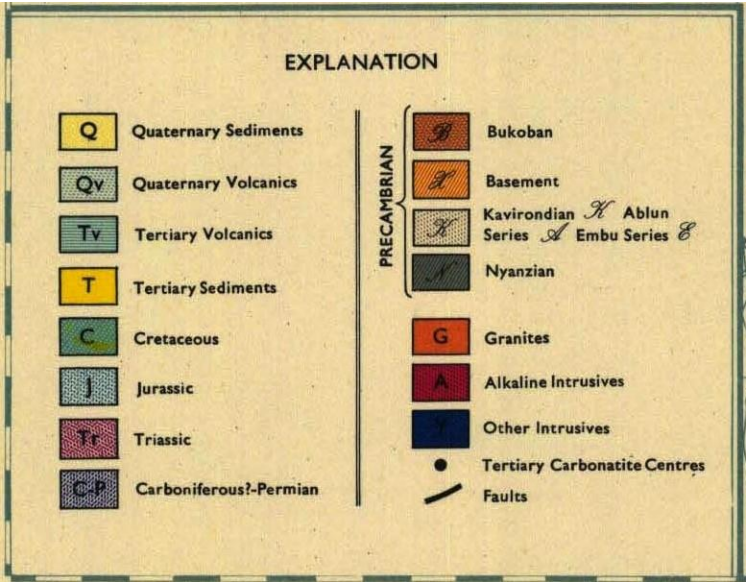 EXPLANATION
Q Quaternary Sediments
Qv Quaternary Volcanics
Tv Tertiary Volcanics
T Tertiary Sediments
C Cretaceous
J Jurassic
Tr Triassic
C-P Carboniferous?-Permian
PRECAMBRIAN
B Bukoban
X Basement
K Kavirondian K Ablun
Series A Embu Series E
N Nyanzian
G Granites
A Alkaline Intrusives
Y Other Intrusives
Tertiary Carbonatite Centres
Faults